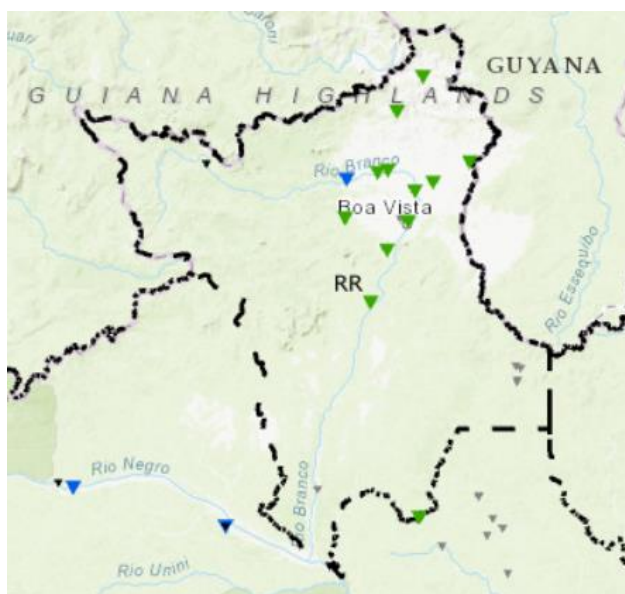 GUYANA
GUIANA HIGHLANDS
Rio Branco
Boa Vista
RR
Rio Essequibo
Rio Negro
Rio Branco
Rio Unini